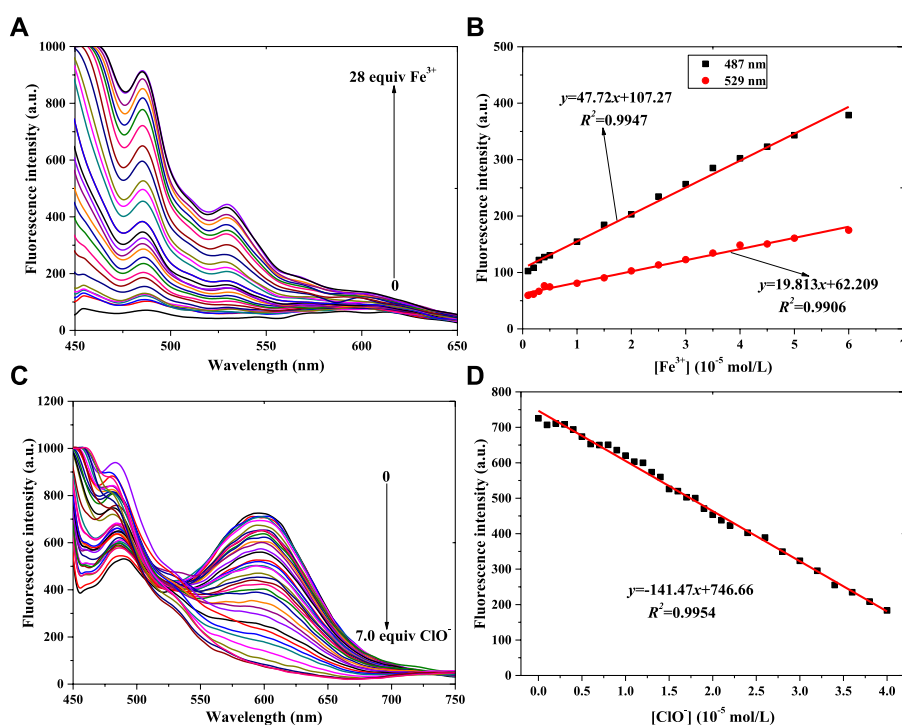 A
1000
800
600
400
200
0
450
500
550
600
650
Fluorescence intensity (a.u.)
Wavelength (nm)
28 equiv Fe³⁺
0
B
500
400
300
200
100
0
0
1
2
3
4
5
6
7
Fluorescence intensity (a.u.)
[Fe³⁺] (10⁻⁵ mol/L)
487 nm
529 nm
y=47.72x+107.27
R²=0.9947
y=19.813x+62.209
R²=0.9906
C
1200
1000
800
600
400
200
0
450
500
550
600
650
700
750
Fluorescence intensity (a.u.)
Wavelength (nm)
0
7.0 equiv ClO⁻
D
800
700
600
500
400
300
200
100
0
0.0
0.5
1.0
1.5
2.0
2.5
3.0
3.5
4.0
Fluorescence intensity (a.u.)
[ClO⁻] (10⁻⁵ mol/L)
y=-141.47x+746.66
R²=0.9954